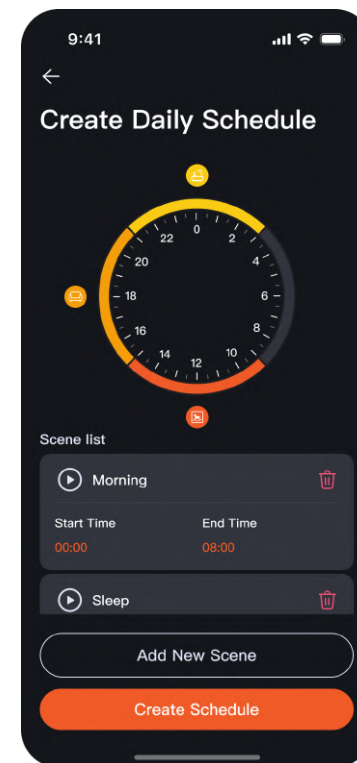 9:41
Create Daily Schedule
0
22 2
20 4
18 6
16 8
14 10
12
Scene list
Morning
Start Time End Time
00:00 08:00
Sleep
Add New Scene
Create Schedule